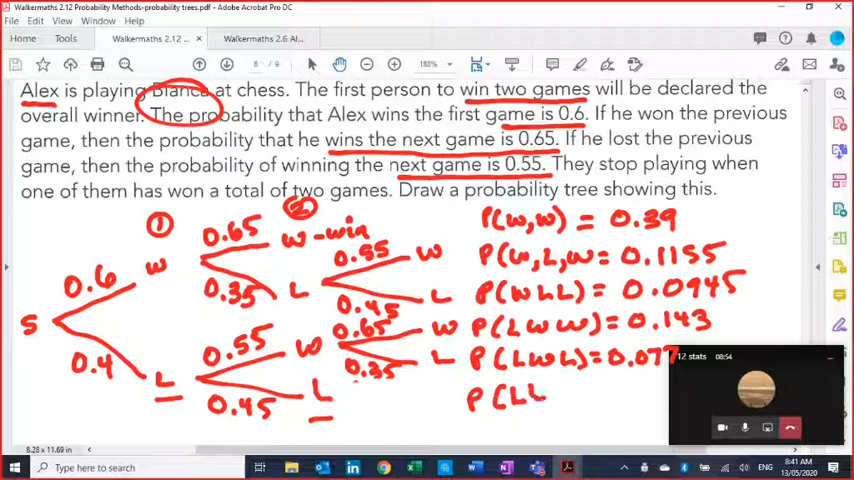 Walkermaths 2.12 Probability Methods-probability trees.pdf - Adobe Acrobat Pro DC
File Edit View Window Help
Home Tools Walkermaths 2.12 ... × Walkermaths 2.6 Al...
8 / 9 188%
Alex is playing Bianca at chess. The first person to win two games will be declared the
overall winner. The probability that Alex wins the first game is 0.6. If he won the previous
game, then the probability that he wins the next game is 0.65. If he lost the previous
game, then the probability of winning the next game is 0.55. They stop playing when
one of them has won a total of two games. Draw a probability tree showing this.
1 0.65 2 W-win P(W,W) = 0.39
0.6 W 0.55 W P(W,L,W = 0.1155
0.35 L 0.45 L P(WLL) = 0.0945
S 0.65 W P(LWW) = 0.143
0.4 0.55 W 0.35 L P(LWL) = 0.077
L 0.45 L P(LL
12 stats 08:54
8.28 x 11.69 in
Type here to search
ENG
8:41 AM
13/05/2020